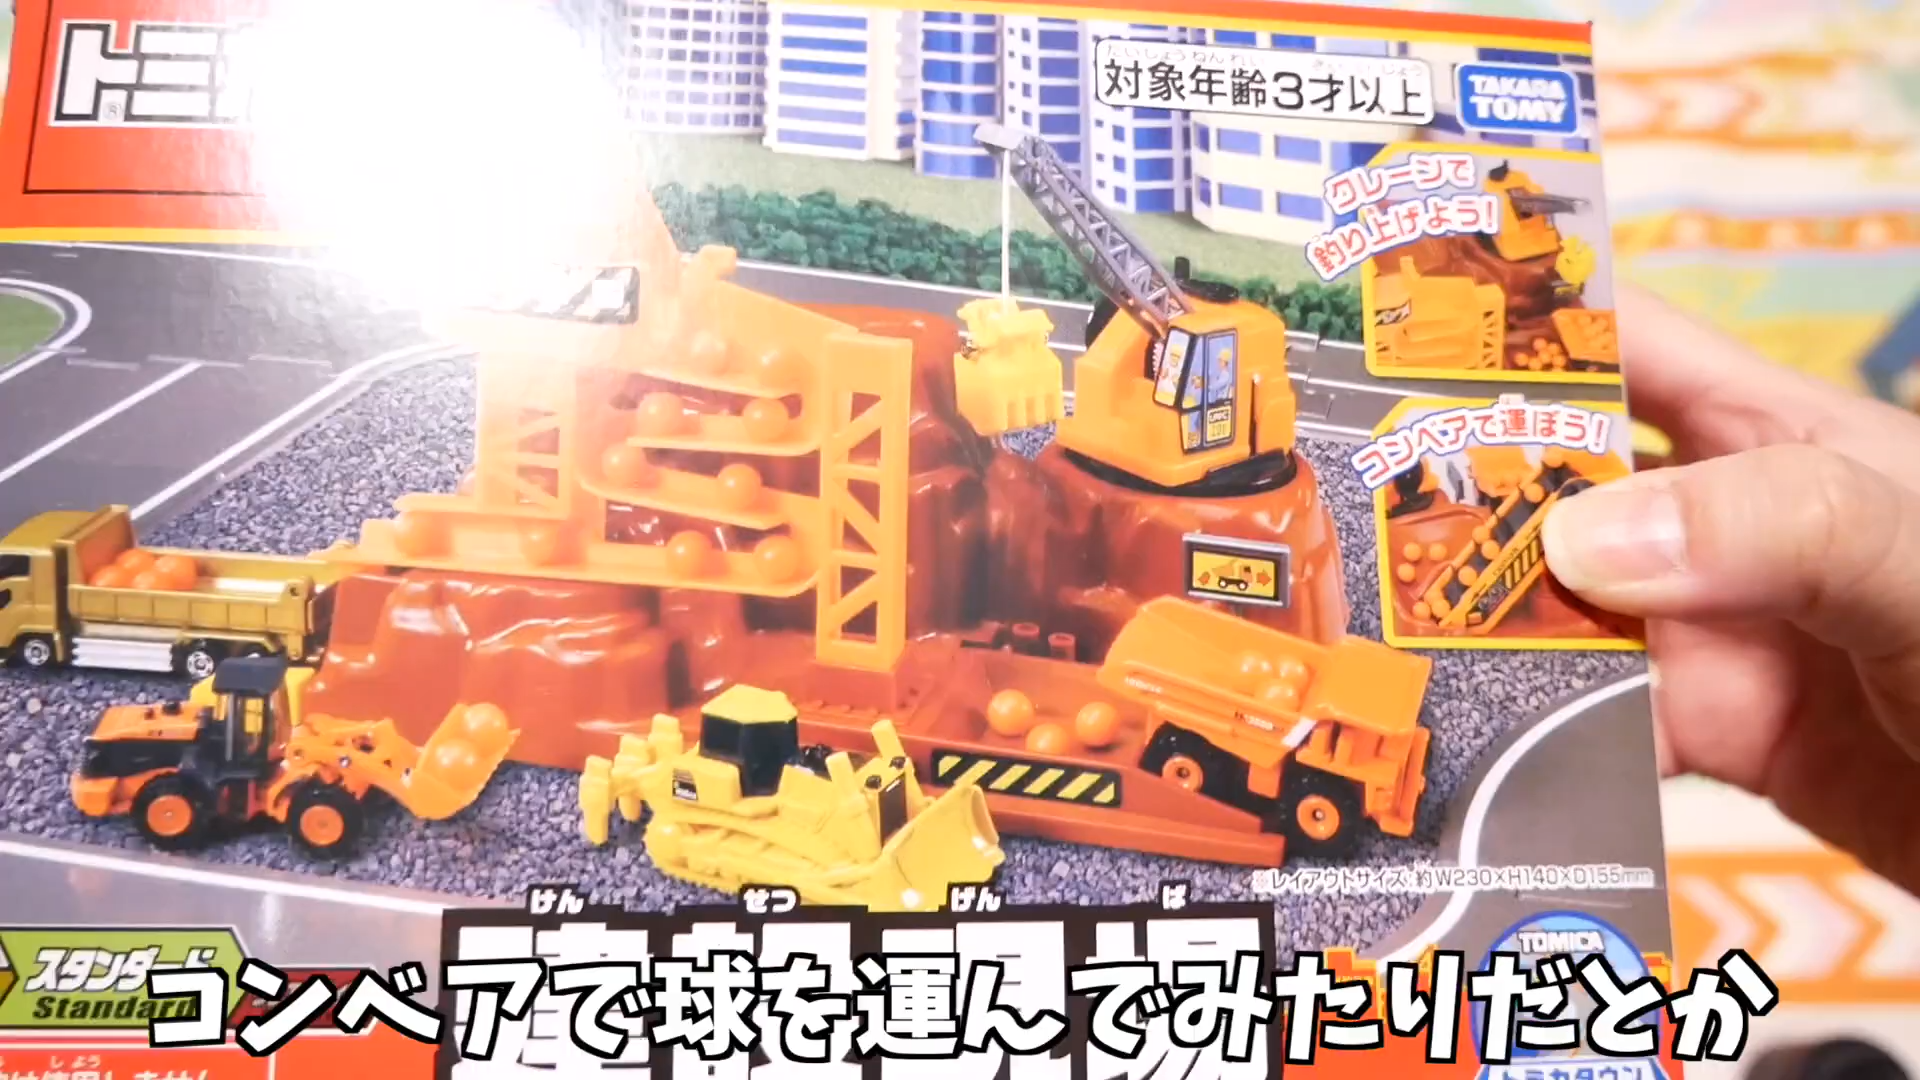 トミ
たいしょうねんれい さいいじょう
対象年齢3才以上
TAKARA
TOMY
クレーンで
釣り上げよう!
コンベアで運ぼう!
※レイアウトサイズ:約W230×H140×D155mm
スタンダード
Standard
けん せつ げん ば
建設現場
TOMICA
トミカタウン
コンベアで球を運んでみたりだとか